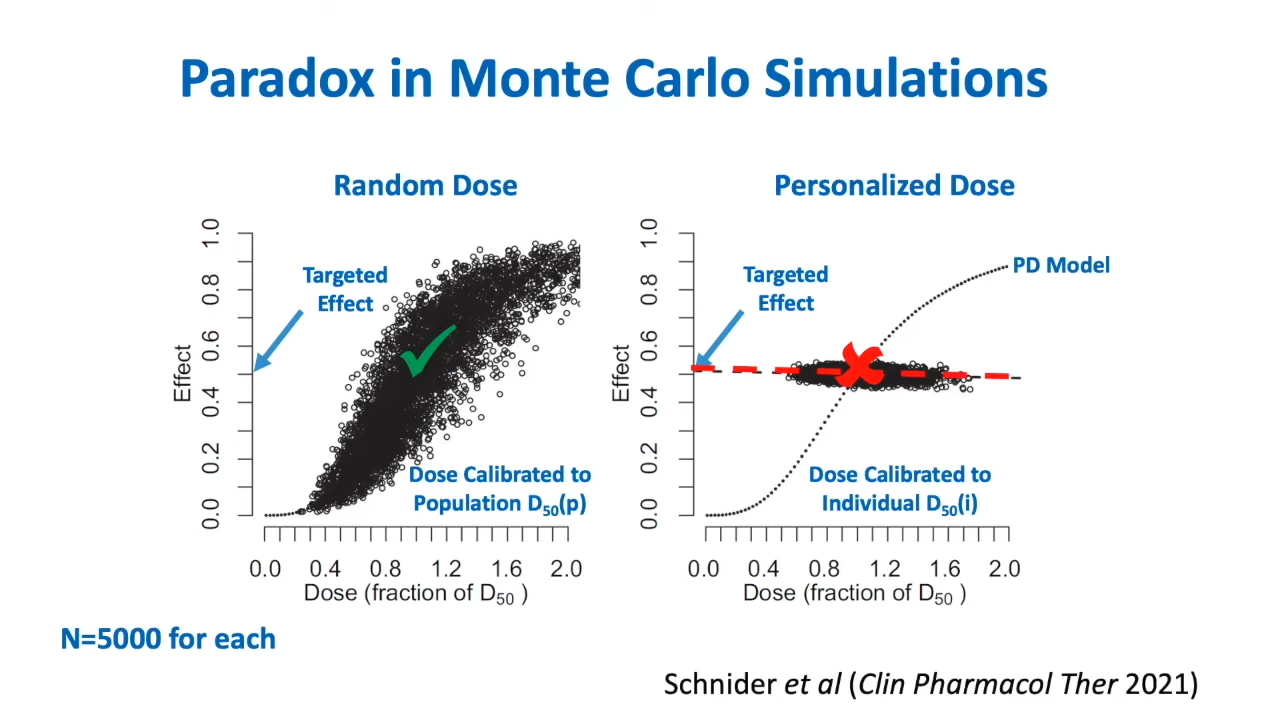 Paradox in Monte Carlo Simulations
Random Dose
Personalized Dose
1.0
0.8
0.6
0.4
0.2
0.0
Effect
Targeted
Effect
Dose Calibrated to
Population D50(p)
0.0 0.4 0.8 1.2 1.6 2.0
Dose (fraction of D50 )
1.0
0.8
0.6
0.4
0.2
0.0
Effect
Targeted
Effect
PD Model
Dose Calibrated to
Individual D50(i)
0.0 0.4 0.8 1.2 1.6 2.0
Dose (fraction of D50 )
N=5000 for each
Schnider et al (Clin Pharmacol Ther 2021)